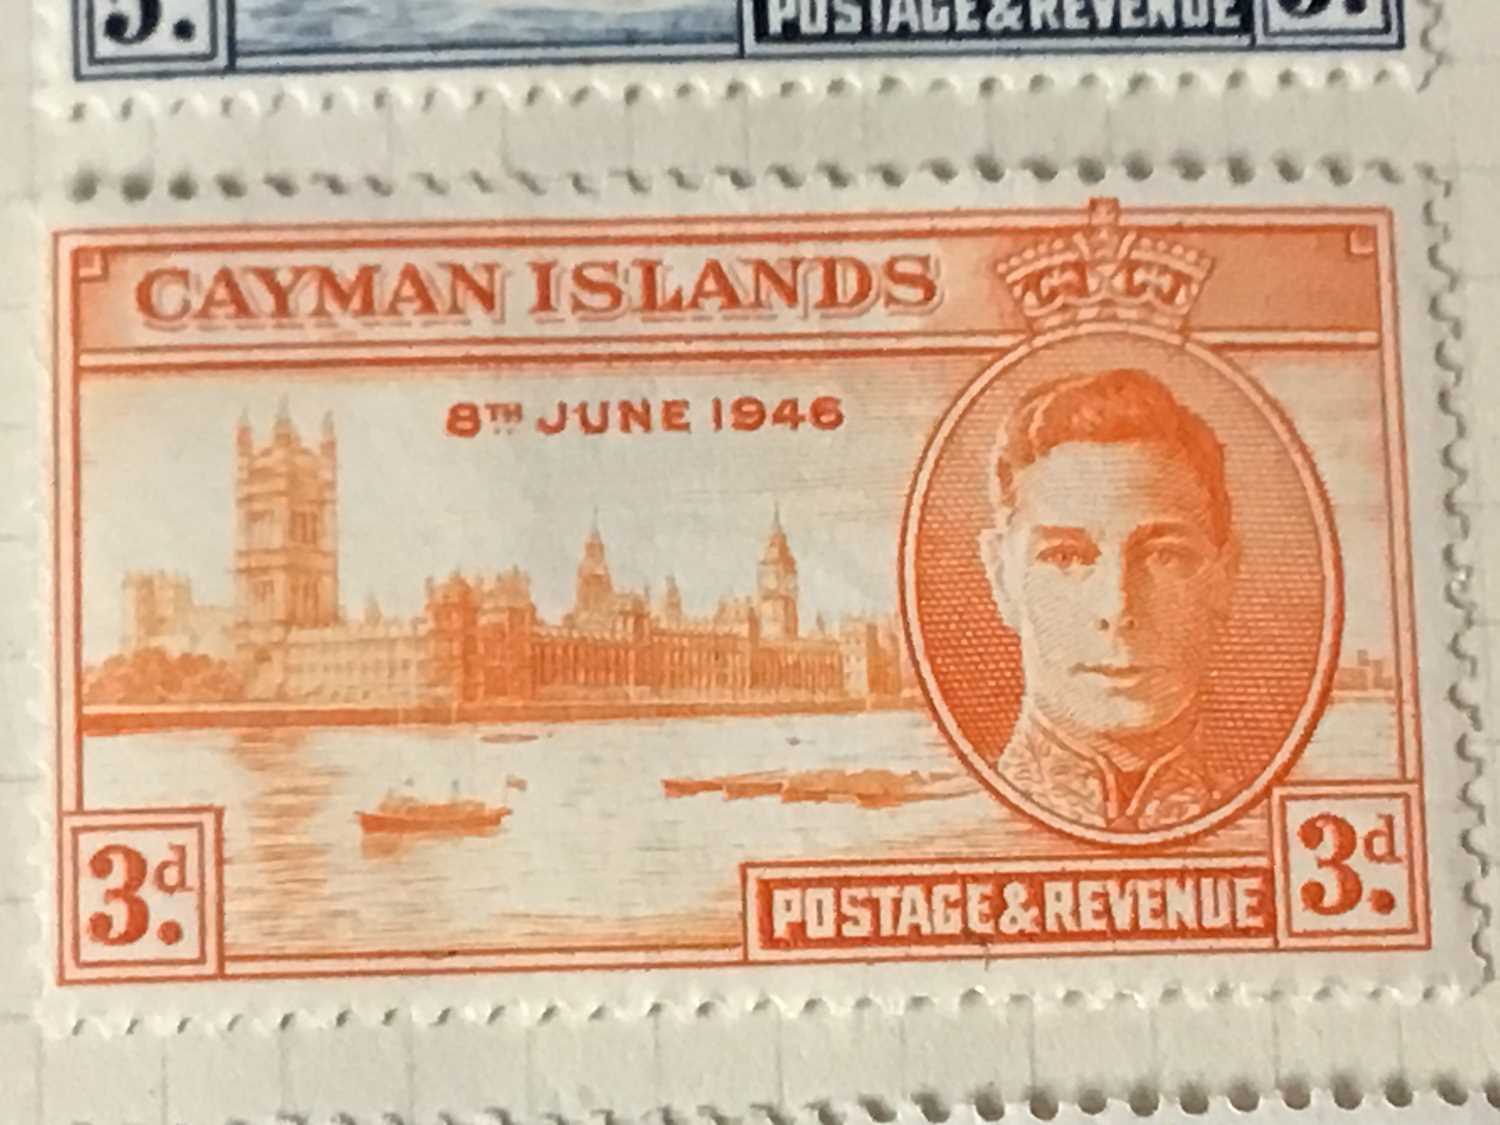 POSTAGE & REVENUE
CAYMAN ISLANDS
8TH JUNE 1946
3d.
POSTAGE & REVENUE
3d.